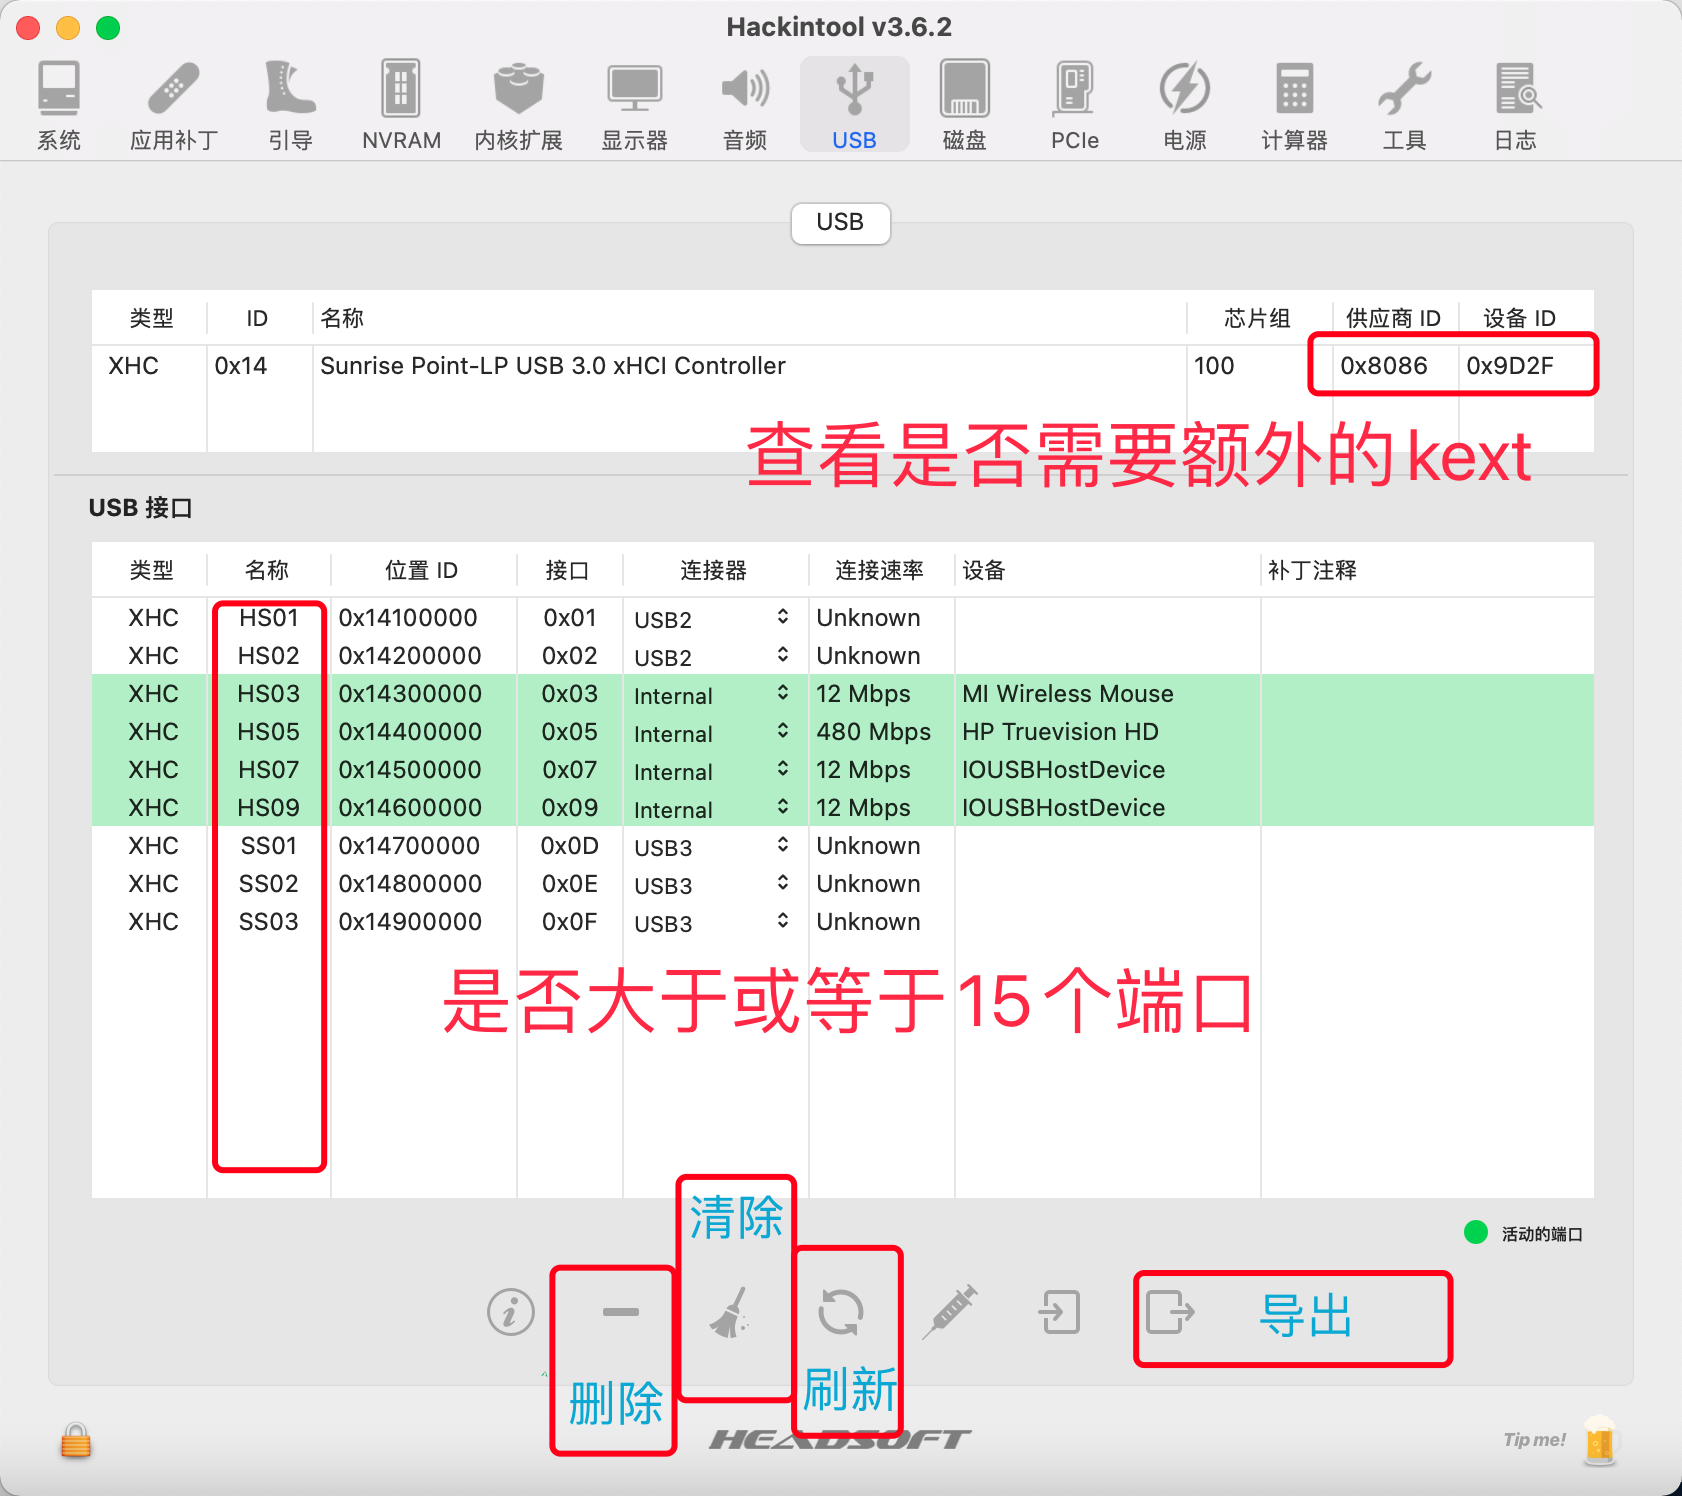 Hackintool v3.6.2
系统 应用补丁 引导 NVRAM 内核扩展 显示器 音频 USB 磁盘 PCIe 电源 计算器 工具 日志
USB
类型 ID 名称 芯片组 供应商 ID 设备 ID
XHC 0x14 Sunrise Point-LP USB 3.0 xHCI Controller 100 0x8086 0x9D2F
查看是否需要额外的kext
USB 接口
类型 名称 位置 ID 接口 连接器 连接速率 设备 补丁注释
XHC HS01 0x14100000 0x01 USB2 Unknown
XHC HS02 0x14200000 0x02 USB2 Unknown
XHC HS03 0x14300000 0x03 Internal 12 Mbps MI Wireless Mouse
XHC HS05 0x14400000 0x05 Internal 480 Mbps HP Truevision HD
XHC HS07 0x14500000 0x07 Internal 12 Mbps IOUSBHostDevice
XHC HS09 0x14600000 0x09 Internal 12 Mbps IOUSBHostDevice
XHC SS01 0x14700000 0x0D USB3 Unknown
XHC SS02 0x14800000 0x0E USB3 Unknown
XHC SS03 0x14900000 0x0F USB3 Unknown
是否大于或等于15个端口
清除
活动的端口
导出
刷新
删除
HEADSOFT
Tip me!